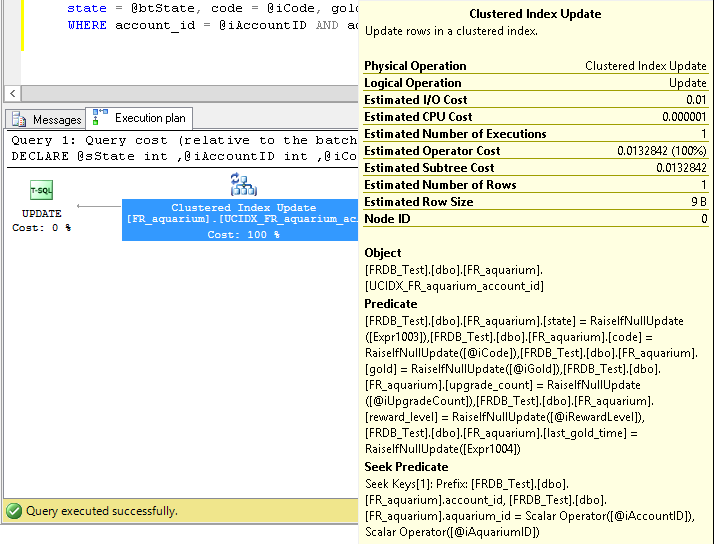 state = @btState, code = @iCode, gol
WHERE account_id = @iAccountID AND a
Messages
Execution plan
Query 1: Query cost (relative to the batch
DECLARE @sState int ,@iAccountID int ,@iCo
T-SQL
UPDATE
Cost: 0 %
Clustered Index Update
[FR_aquarium].[UCIDX_FR_aquarium_ac
Cost: 100 %
Query executed successfully.
Clustered Index Update
Update rows in a clustered index.
Physical Operation Clustered Index Update
Logical Operation Update
Estimated I/O Cost 0.01
Estimated CPU Cost 0.000001
Estimated Number of Executions 1
Estimated Operator Cost 0.0132842 (100%)
Estimated Subtree Cost 0.0132842
Estimated Number of Rows 1
Estimated Row Size 9 B
Node ID 0
Object
[FRDB_Test].[dbo].[FR_aquarium].
[UCIDX_FR_aquarium_account_id]
Predicate
[FRDB_Test].[dbo].[FR_aquarium].[state] = RaiseIfNullUpdate
([Expr1003]),[FRDB_Test].[dbo].[FR_aquarium].[code] =
RaiseIfNullUpdate([@iCode]),[FRDB_Test].[dbo].[FR_aquarium].
[gold] = RaiseIfNullUpdate([@iGold]),[FRDB_Test].[dbo].
[FR_aquarium].[upgrade_count] = RaiseIfNullUpdate
([@iUpgradeCount]),[FRDB_Test].[dbo].[FR_aquarium].
[reward_level] = RaiseIfNullUpdate([@iRewardLevel]),
[FRDB_Test].[dbo].[FR_aquarium].[last_gold_time] =
RaiseIfNullUpdate([Expr1004])
Seek Predicate
Seek Keys[1]: Prefix: [FRDB_Test].[dbo].
[FR_aquarium].account_id, [FRDB_Test].[dbo].
[FR_aquarium].aquarium_id = Scalar Operator([@iAccountID]),
Scalar Operator([@iAquariumID])